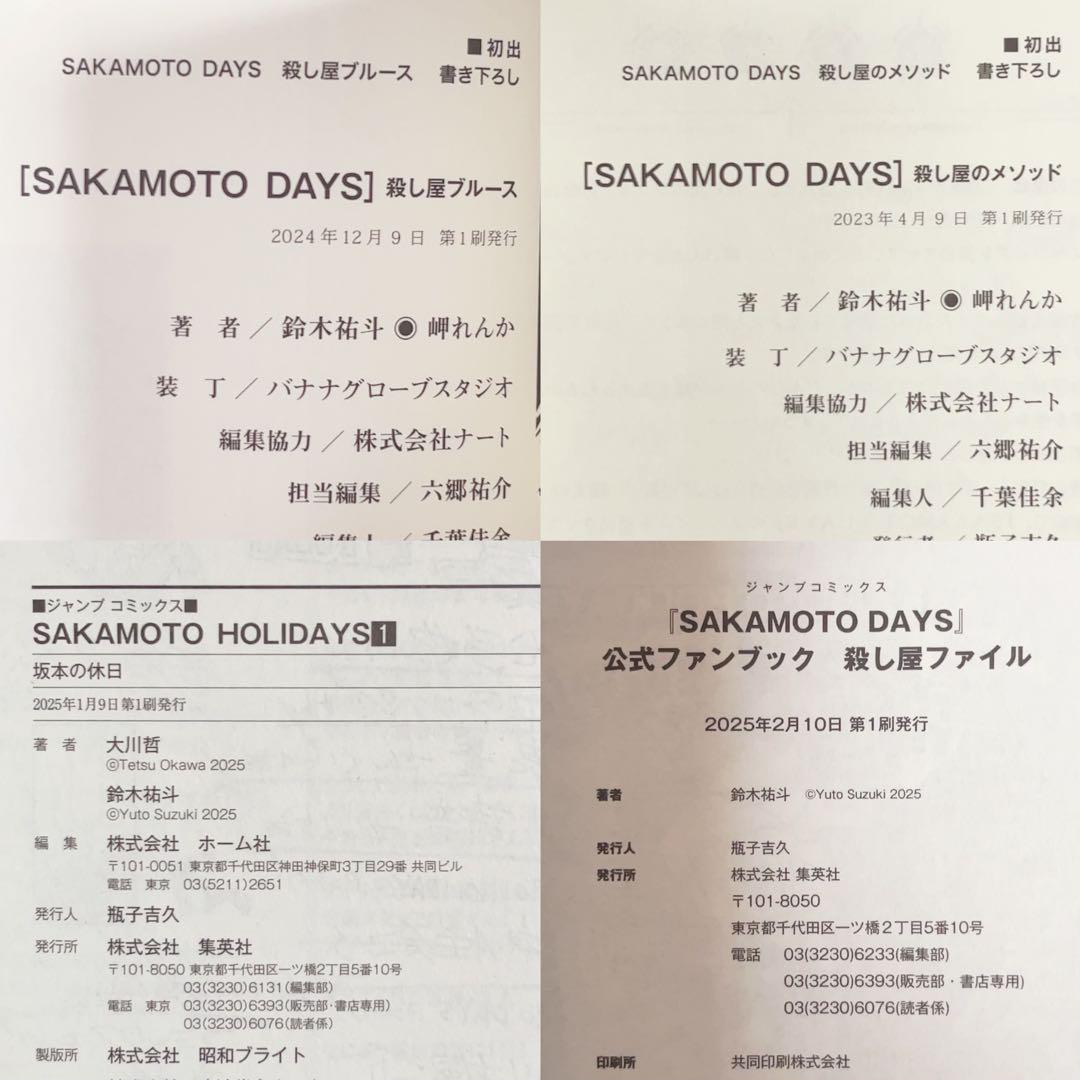 ■初出
SAKAMOTO DAYS 殺し屋ブルース 書き下ろし
[SAKAMOTO DAYS] 殺し屋ブルース
2024年12月9日 第1刷発行
著 者 ／ 鈴木祐斗 ◉ 岬れんか
装 丁 ／ バナナグローブスタジオ
編集協力 ／ 株式会社ナート
担当編集 ／ 六郷祐介
編集人 ／ 千葉佳余
■初出
SAKAMOTO DAYS 殺し屋のメソッド 書き下ろし
[SAKAMOTO DAYS] 殺し屋のメソッド
2023年4月9日 第1刷発行
著 者 ／ 鈴木祐斗 ◉ 岬れんか
装 丁 ／ バナナグローブスタジオ
編集協力 ／ 株式会社ナート
担当編集 ／ 六郷祐介
編集人 ／ 千葉佳余
発行者 ／ 瓶子吉久
■ジャンプ コミックス■
SAKAMOTO HOLIDAYS 1
坂本の休日
2025年1月9日第1刷発行
著 者 大川哲
©Tetsu Okawa 2025
鈴木祐斗
©Yuto Suzuki 2025
編 集 株式会社 ホーム社
〒101-0051 東京都千代田区神田神保町3丁目29番 共同ビル
電話 東京 03(5211)2651
発行人 瓶子吉久
発行所 株式会社 集英社
〒101-8050 東京都千代田区一ツ橋2丁目5番10号
03(3230)6131(編集部)
電話 東京 03(3230)6393(販売部・書店専用)
03(3230)6076(読者係)
製版所 株式会社 昭和ブライト
ジャンプコミックス
『SAKAMOTO DAYS』
公式ファンブック 殺し屋ファイル
2025年2月10日 第1刷発行
著者 鈴木祐斗 ©Yuto Suzuki 2025
発行人 瓶子吉久
発行所 株式会社 集英社
〒101-8050
東京都千代田区一ツ橋2丁目5番10号
電話 03(3230)6233(編集部)
03(3230)6393(販売部・書店専用)
03(3230)6076(読者係)
印刷所 共同印刷株式会社